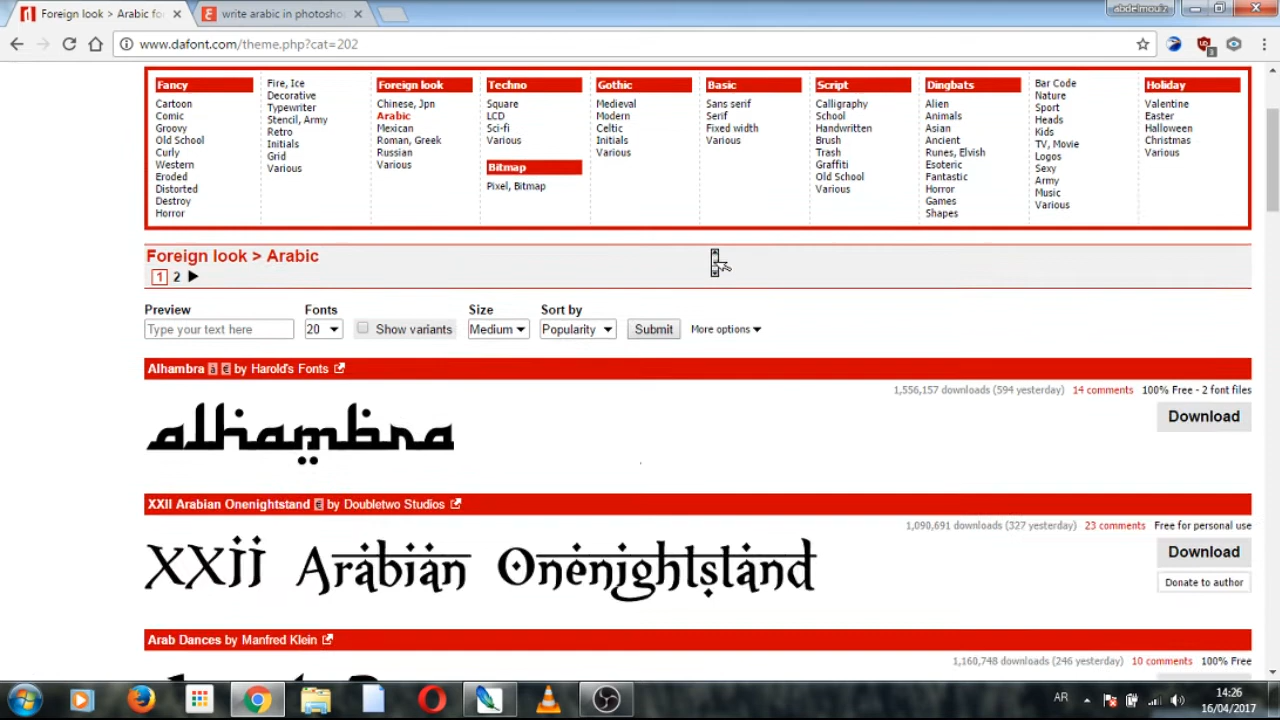 Foreign look > Arabic fo
write arabic in photosho
abdelmouiz
www.dafont.com/theme.php?cat=202
3
Fancy
Cartoon
Comic
Groovy
Old School
Curly
Western
Eroded
Distorted
Destroy
Horror
Fire, Ice
Decorative
Typewriter
Stencil, Army
Retro
Initials
Grid
Various
Foreign look
Chinese, Jpn
Arabic
Mexican
Roman, Greek
Russian
Various
Techno
Square
LCD
Sci-fi
Various
Bitmap
Pixel, Bitmap
Gothic
Medieval
Modern
Celtic
Initials
Various
Basic
Sans serif
Serif
Fixed width
Various
Script
Calligraphy
School
Handwritten
Brush
Trash
Graffiti
Old School
Various
Dingbats
Alien
Animals
Asian
Ancient
Runes, Elvish
Esoteric
Fantastic
Horror
Games
Shapes
Bar Code
Nature
Sport
Heads
Kids
TV, Movie
Logos
Sexy
Army
Music
Various
Holiday
Valentine
Easter
Halloween
Christmas
Various
Foreign look > Arabic
1 2
Preview Fonts Size Sort by
Type your text here 20 Show variants Medium Popularity Submit More options
Alhambra à € by Harold's Fonts
1,556,157 downloads (594 yesterday) 14 comments 100% Free - 2 font files
Download
alhambra
XXII Arabian Onenightstand € by Doubletwo Studios
1,090,691 downloads (327 yesterday) 23 comments Free for personal use
Download
XXII Arabian Onenightstand
Donate to author
Arab Dances by Manfred Klein
1,160,748 downloads (246 yesterday) 10 comments 100% Free
AR
14:26
16/04/2017